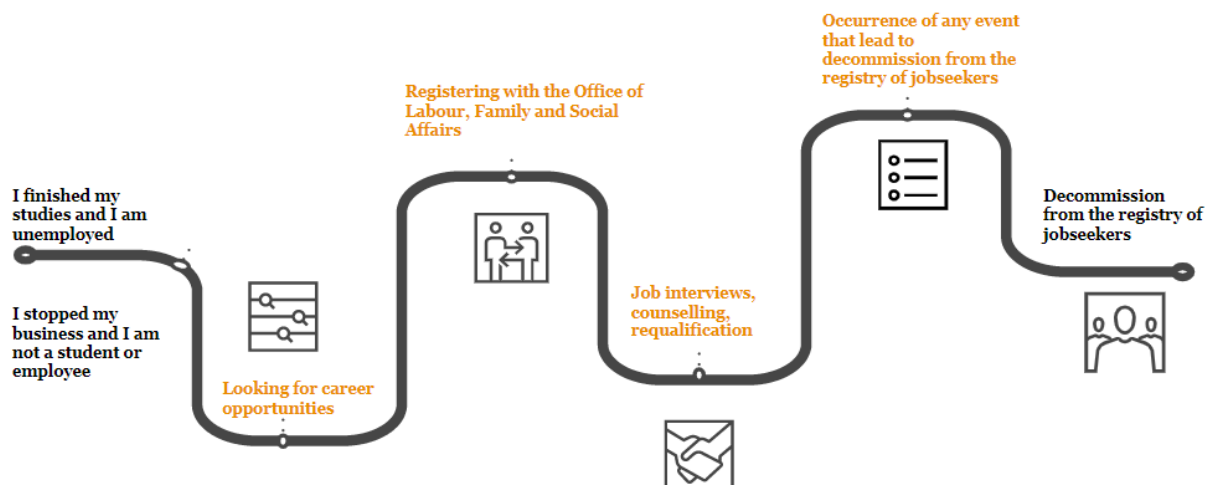 I finished my
studies and I am
unemployed
I stopped my
business and I am
not a student or
employee
Looking for career
opportunities
Registering with the Office of
Labour, Family and Social
Affairs
Job interviews,
counselling,
requalification
Occurrence of any event
that lead to
decommission from the
registry of jobseekers
Decommission
from the registry of
jobseekers